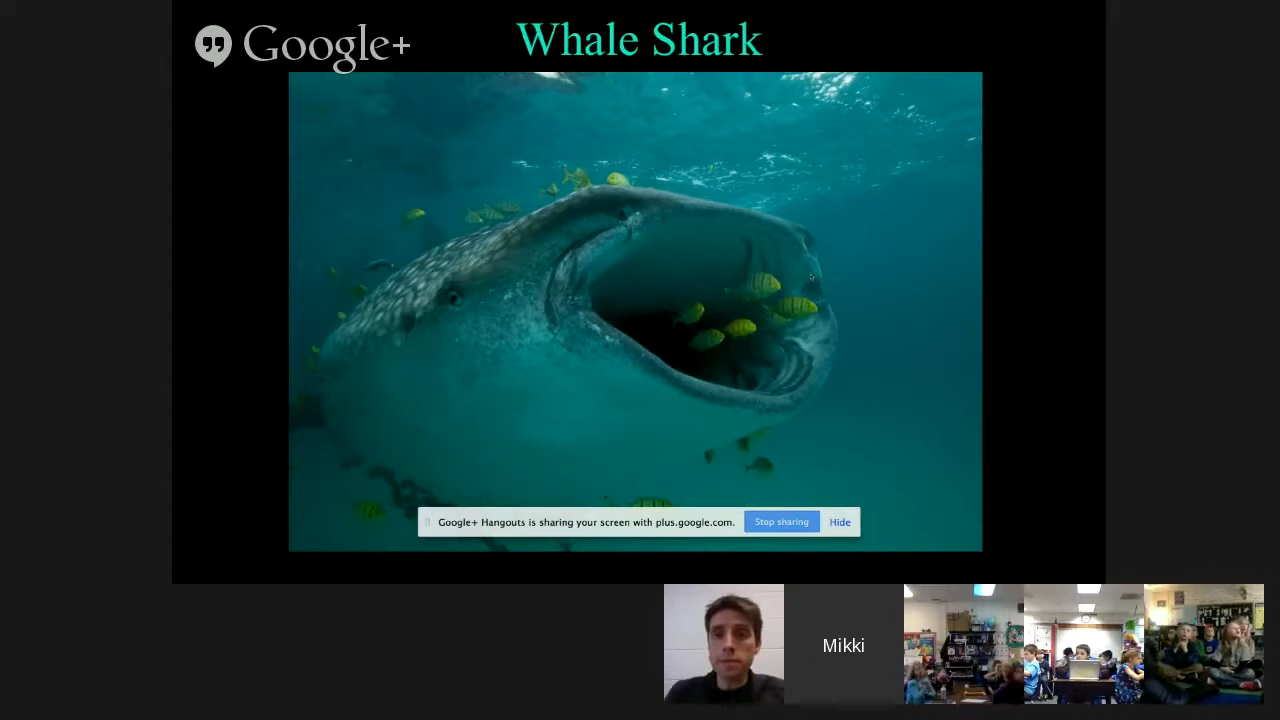 Google+
Whale Shark
Google+ Hangouts is sharing your screen with plus.google.com.
Stop sharing
Hide
Mikki